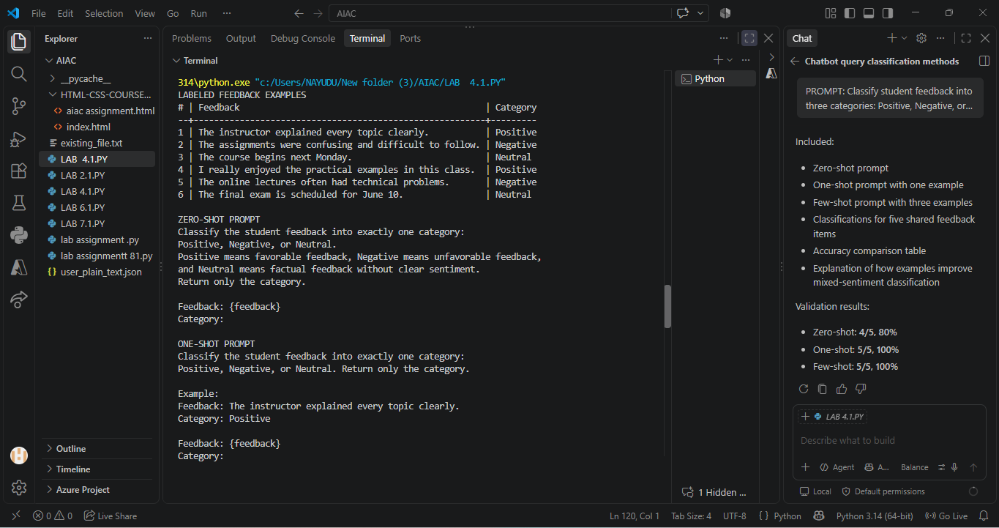 File Edit Selection View Go Run ··· AIAC
Explorer ···
AIAC
__pycache__
HTML-CSS-COURSE...
<> aiac assignment.html
<> index.html
existing_file.txt
LAB  4.1.PY
LAB 2.1.PY
LAB 4.1.PY
LAB 6.1.PY
LAB 7.1.PY
lab assignment .py
lab assignmentt 81.py
{} user_plain_text.json
Outline
Timeline
Azure Project
Problems Output Debug Console Terminal Ports ···
Terminal
314\python.exe "c:/Users/NAYUDU/New folder (3)/AIAC/LAB  4.1.PY"
LABELED FEEDBACK EXAMPLES
# | Feedback | Category
--+---------------------------------------------------------+---------
1 | The instructor explained every topic clearly. | Positive
2 | The assignments were confusing and difficult to follow. | Negative
3 | The course begins next Monday. | Neutral
4 | I really enjoyed the practical examples in this class. | Positive
5 | The online lectures often had technical problems. | Negative
6 | The final exam is scheduled for June 10. | Neutral
ZERO-SHOT PROMPT
Classify the student feedback into exactly one category:
Positive, Negative, or Neutral.
Positive means favorable feedback, Negative means unfavorable feedback,
and Neutral means factual feedback without clear sentiment.
Return only the category.
Feedback: {feedback}
Category:
ONE-SHOT PROMPT
Classify the student feedback into exactly one category:
Positive, Negative, or Neutral. Return only the category.
Example:
Feedback: The instructor explained every topic clearly.
Category: Positive
Feedback: {feedback}
Category:
Python
1 Hidden ...
Chat
Chatbot query classification methods
PROMPT: Classify student feedback into
three categories: Positive, Negative, or...
Included:
• Zero-shot prompt
• One-shot prompt with one example
• Few-shot prompt with three examples
• Classifications for five shared feedback
items
• Accuracy comparison table
• Explanation of how examples improve
mixed-sentiment classification
Validation results:
• Zero-shot: 4/5, 80%
• One-shot: 5/5, 100%
• Few-shot: 5/5, 100%
LAB 4.1.PY
Describe what to build
Agent A... Balance
Local Default permissions
0 0 Live Share Ln 120, Col 1 Tab Size: 4 UTF-8 {} Python Python 3.14 (64-bit) Go Live